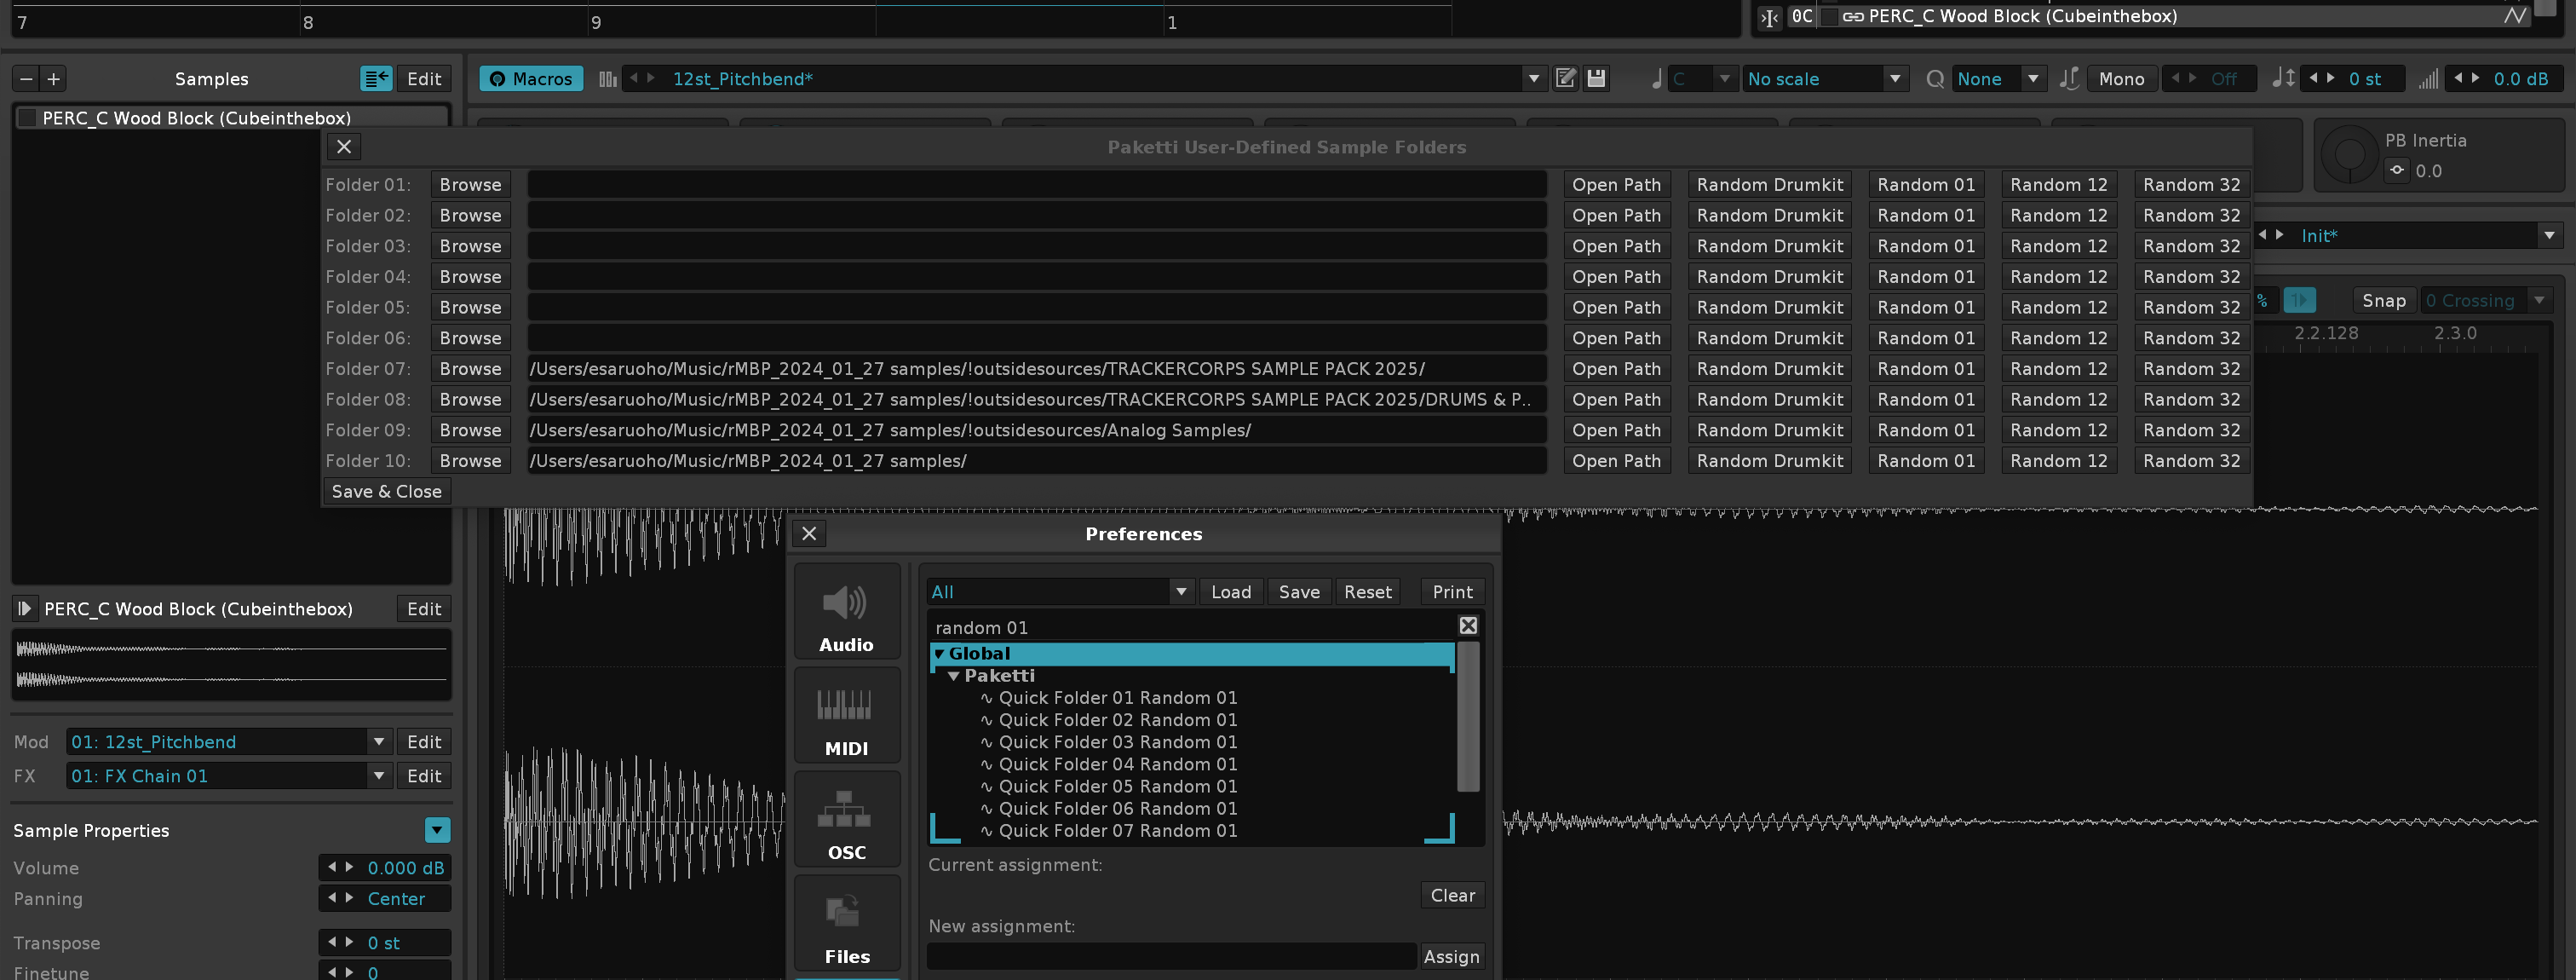 7 8 9 1
0C PERC_C Wood Block (Cubeinthebox)
− + Samples Edit
Macros 12st_Pitchbend* C No scale None Mono Off 0 st 0.0 dB
PERC_C Wood Block (Cubeinthebox)
Paketti User-Defined Sample Folders
PB Inertia
0.0
Folder 01: Browse Open Path Random Drumkit Random 01 Random 12 Random 32
Folder 02: Browse Open Path Random Drumkit Random 01 Random 12 Random 32
Folder 03: Browse Open Path Random Drumkit Random 01 Random 12 Random 32
Folder 04: Browse Open Path Random Drumkit Random 01 Random 12 Random 32
Folder 05: Browse Open Path Random Drumkit Random 01 Random 12 Random 32
Folder 06: Browse Open Path Random Drumkit Random 01 Random 12 Random 32
Folder 07: Browse /Users/esaruoho/Music/rMBP_2024_01_27 samples/!outsidesources/TRACKERCORPS SAMPLE PACK 2025/ Open Path Random Drumkit Random 01 Random 12 Random 32
Folder 08: Browse /Users/esaruoho/Music/rMBP_2024_01_27 samples/!outsidesources/TRACKERCORPS SAMPLE PACK 2025/DRUMS & P.. Open Path Random Drumkit Random 01 Random 12 Random 32
Folder 09: Browse /Users/esaruoho/Music/rMBP_2024_01_27 samples/!outsidesources/Analog Samples/ Open Path Random Drumkit Random 01 Random 12 Random 32
Folder 10: Browse /Users/esaruoho/Music/rMBP_2024_01_27 samples/ Open Path Random Drumkit Random 01 Random 12 Random 32
Save & Close
Init*
% Snap 0 Crossing
2.2.128 2.3.0
Preferences
Audio
MIDI
OSC
Files
All Load Save Reset Print
random 01
Global
Paketti
Quick Folder 01 Random 01
Quick Folder 02 Random 01
Quick Folder 03 Random 01
Quick Folder 04 Random 01
Quick Folder 05 Random 01
Quick Folder 06 Random 01
Quick Folder 07 Random 01
Current assignment:
Clear
New assignment:
Assign
PERC_C Wood Block (Cubeinthebox) Edit
Mod 01: 12st_Pitchbend Edit
FX 01: FX Chain 01 Edit
Sample Properties
Volume 0.000 dB
Panning Center
Transpose 0 st
Finetune 0